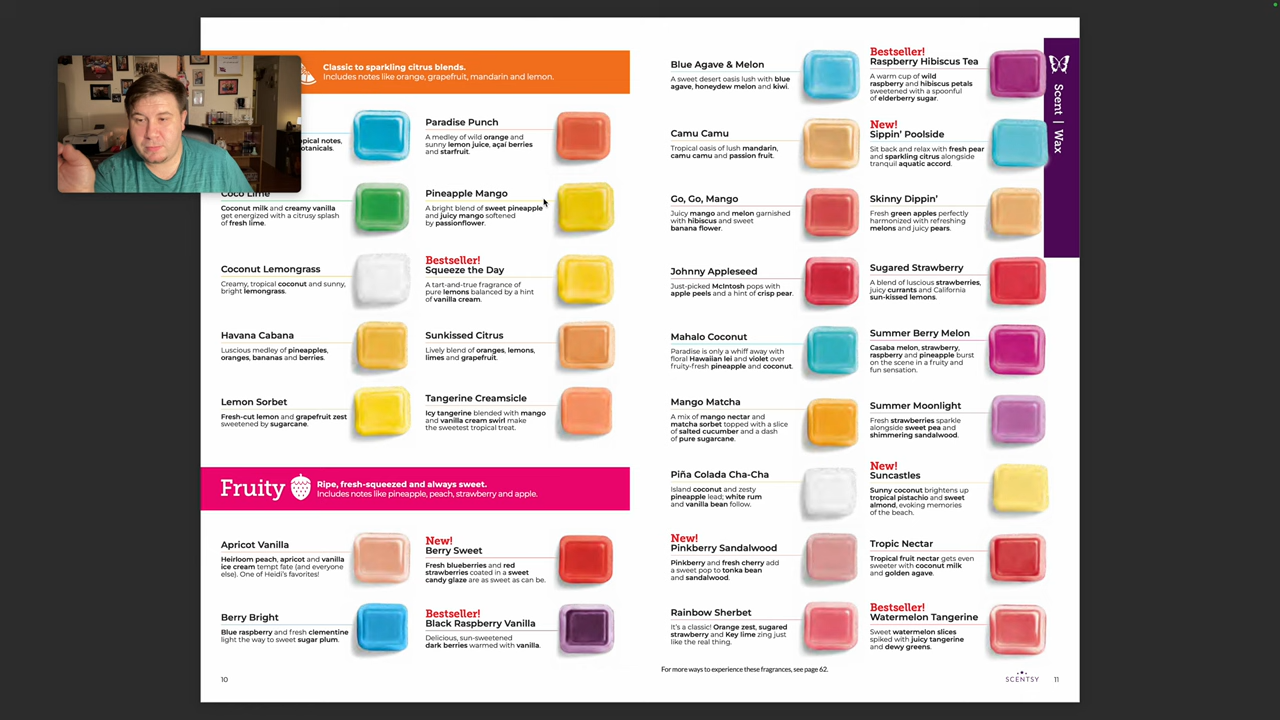 Classic to sparkling citrus blends.
Includes notes like orange, grapefruit, mandarin and lemon.
notes,
Coco Lime
Coconut milk and creamy vanilla
get energized with a citrusy splash
of fresh lime.
Coconut Lemongrass
Creamy, tropical coconut and sunny,
bright lemongrass.
Havana Cabana
Luscious medley of pineapples,
oranges, bananas and berries.
Lemon Sorbet
Fresh-cut lemon and grapefruit zest
sweetened by sugarcane.
Paradise Punch
A medley of wild orange and
sunny lemon juice, açaí berries
and starfruit.
Pineapple Mango
A bright blend of sweet pineapple
and juicy mango softened
by passionflower.
Bestseller!
Squeeze the Day
A tart-and-true fragrance of
pure lemons balanced by a hint
of vanilla cream.
Sunkissed Citrus
Lively blend of oranges, lemons,
limes and grapefruit.
Tangerine Creamsicle
Icy tangerine blended with mango
and vanilla cream swirl make
the sweetest tropical treat.
Fruity
Ripe, fresh-squeezed and always sweet.
Includes notes like pineapple, peach, strawberry and apple.
Apricot Vanilla
Heirloom peach, apricot and vanilla
ice cream tempt fate (and everyone
else). One of Heidi's favorites!
Berry Bright
Blue raspberry and fresh clementine
light the way to sweet sugar plum.
New!
Berry Sweet
Fresh blueberries and red
strawberries coated in a sweet
candy glaze are as sweet as can be.
Bestseller!
Black Raspberry Vanilla
Delicious, sun-sweetened
dark berries warmed with vanilla.
10
Blue Agave & Melon
A sweet desert oasis lush with blue
agave, honeydew melon and kiwi.
Camu Camu
Tropical oasis of lush mandarin,
camu camu and passion fruit.
Go, Go, Mango
Juicy mango and melon garnished
with hibiscus and sweet
banana flower.
Johnny Appleseed
Just-picked McIntosh pops with
apple peels and a hint of crisp pear.
Mahalo Coconut
Paradise is only a whiff away with
floral Hawaiian lei and violet over
fruity-fresh pineapple and coconut.
Mango Matcha
A mix of mango nectar and
matcha sorbet topped with a slice
of salted cucumber and a dash
of pure sugarcane.
Piña Colada Cha-Cha
Island coconut and zesty
pineapple lead; white rum
and vanilla bean follow.
New!
Pinkberry Sandalwood
Pinkberry and fresh cherry add
a sweet pop to tonka bean
and sandalwood.
Rainbow Sherbet
It's a classic! Orange zest, sugared
strawberry and Key lime zing just
like the real thing.
Bestseller!
Raspberry Hibiscus Tea
A warm cup of wild
raspberry and hibiscus petals
sweetened with a spoonful
of elderberry sugar.
New!
Sippin' Poolside
Sit back and relax with fresh pear
and sparkling citrus alongside
tranquil aquatic accord.
Skinny Dippin'
Fresh green apples perfectly
harmonized with refreshing
melons and juicy pears.
Sugared Strawberry
A blend of luscious strawberries,
juicy currants and California
sun-kissed lemons.
Summer Berry Melon
Casaba melon, strawberry,
raspberry and pineapple burst
on the scene in a fruity and
fun sensation.
Summer Moonlight
Fresh strawberries sparkle
alongside sweet pea and
shimmering sandalwood.
New!
Suncastles
Sunny coconut brightens up
tropical pistachio and sweet
almond, evoking memories
of the beach.
Tropic Nectar
Tropical fruit nectar gets even
sweeter with coconut milk
and golden agave.
Bestseller!
Watermelon Tangerine
Sweet watermelon slices
spiked with juicy tangerine
and dewy greens.
Scent | Wax
For more ways to experience these fragrances, see page 62.
SCENTSY
11